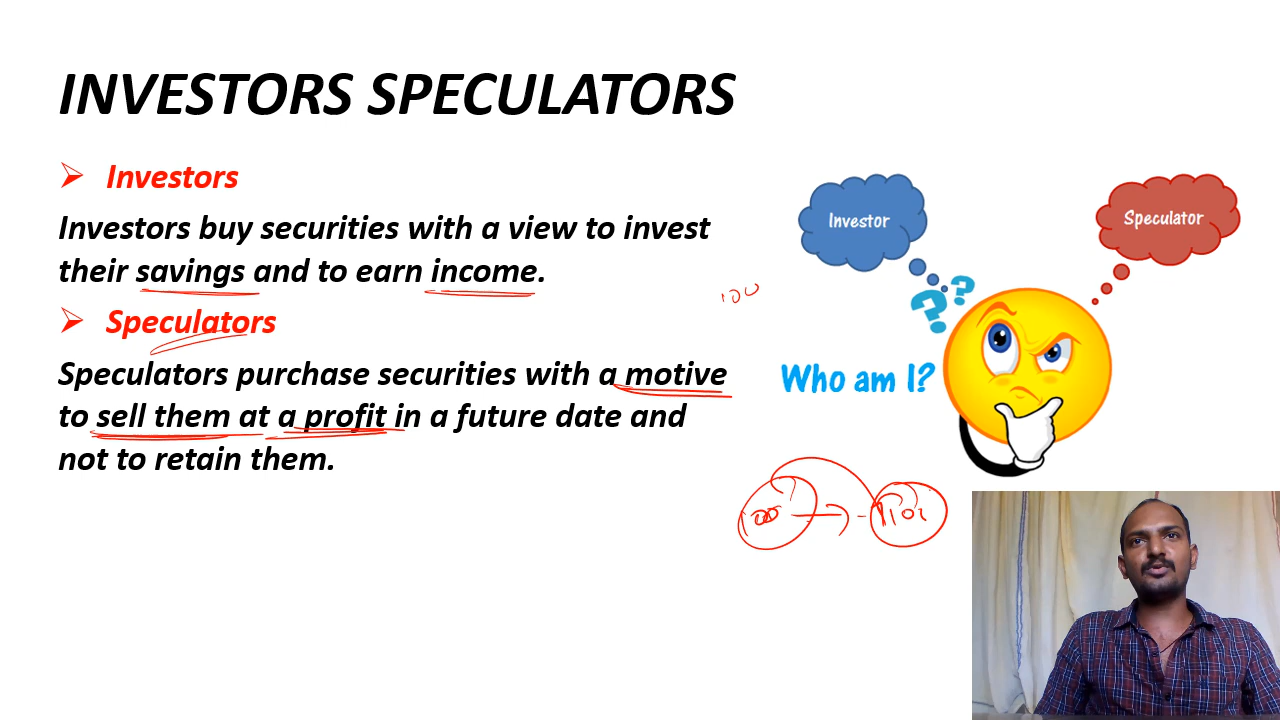 INVESTORS SPECULATORS
Investors
Investors buy securities with a view to invest
their savings and to earn income.
Speculators
Speculators purchase securities with a motive
to sell them at a profit in a future date and
not to retain them.
Investor
Speculator
Who am I?
??
100
100